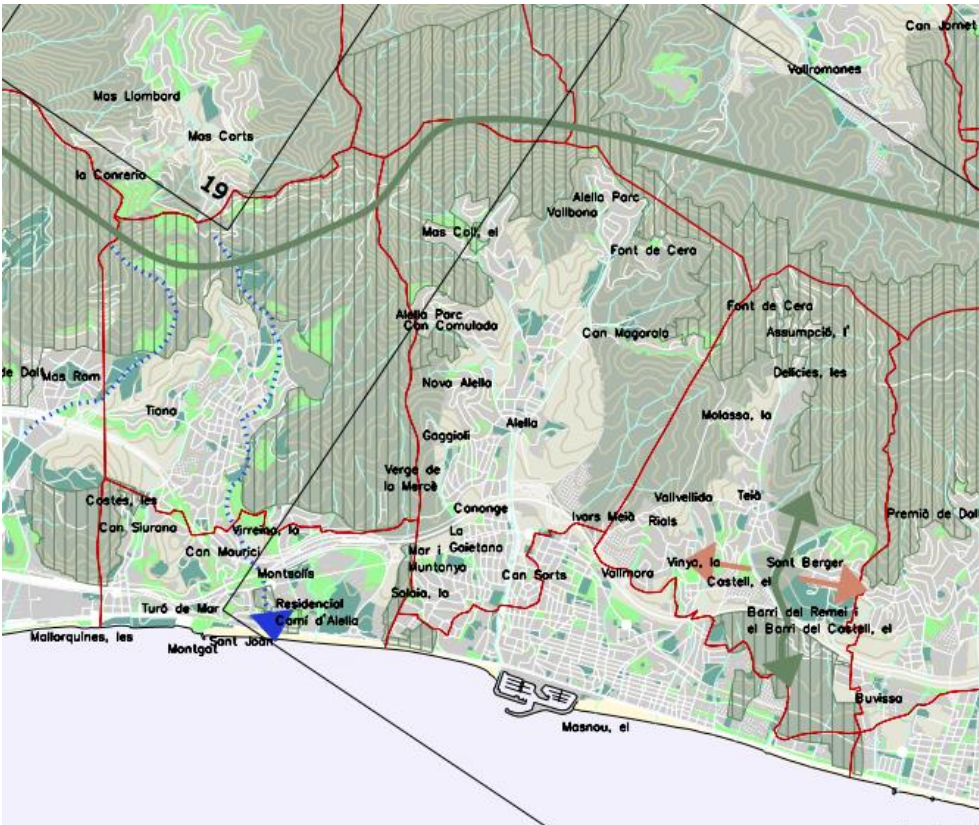 Can Jornet
Vallromanes
Mas Llombard
Mas Corts
la Conreria
19
Alella Parc
Vallbona
Mas Coll, el
Font de Cera
Font de Cera
Alella Parc
Can Comulada
Assumpció, l'
Can Magarola
de Dalt
Mas Ram
Nova Alella
Delícies, les
Tiana
Molassa, la
Alella
Gaggioli
Verge de
la Mercè
Costes, les
Vallvellida
Teià
Cononge
Can Siurana
Virreina, la
Ivars Meià
Rials
Premià de Dalt
La
Gaietana
Can Maurici
Mar i
Muntanya
Vinya, la
Sant Berger
Montsolís
Can Sorts
Vallmora
Castell, el
Solaia, la
Turó de Mar
Residencial
Camí d'Alella
Barri del Remei i
el Barri del Castell, el
Mallorquines, les
Sant Joan
Montgat
Buvissa
Masnou, el